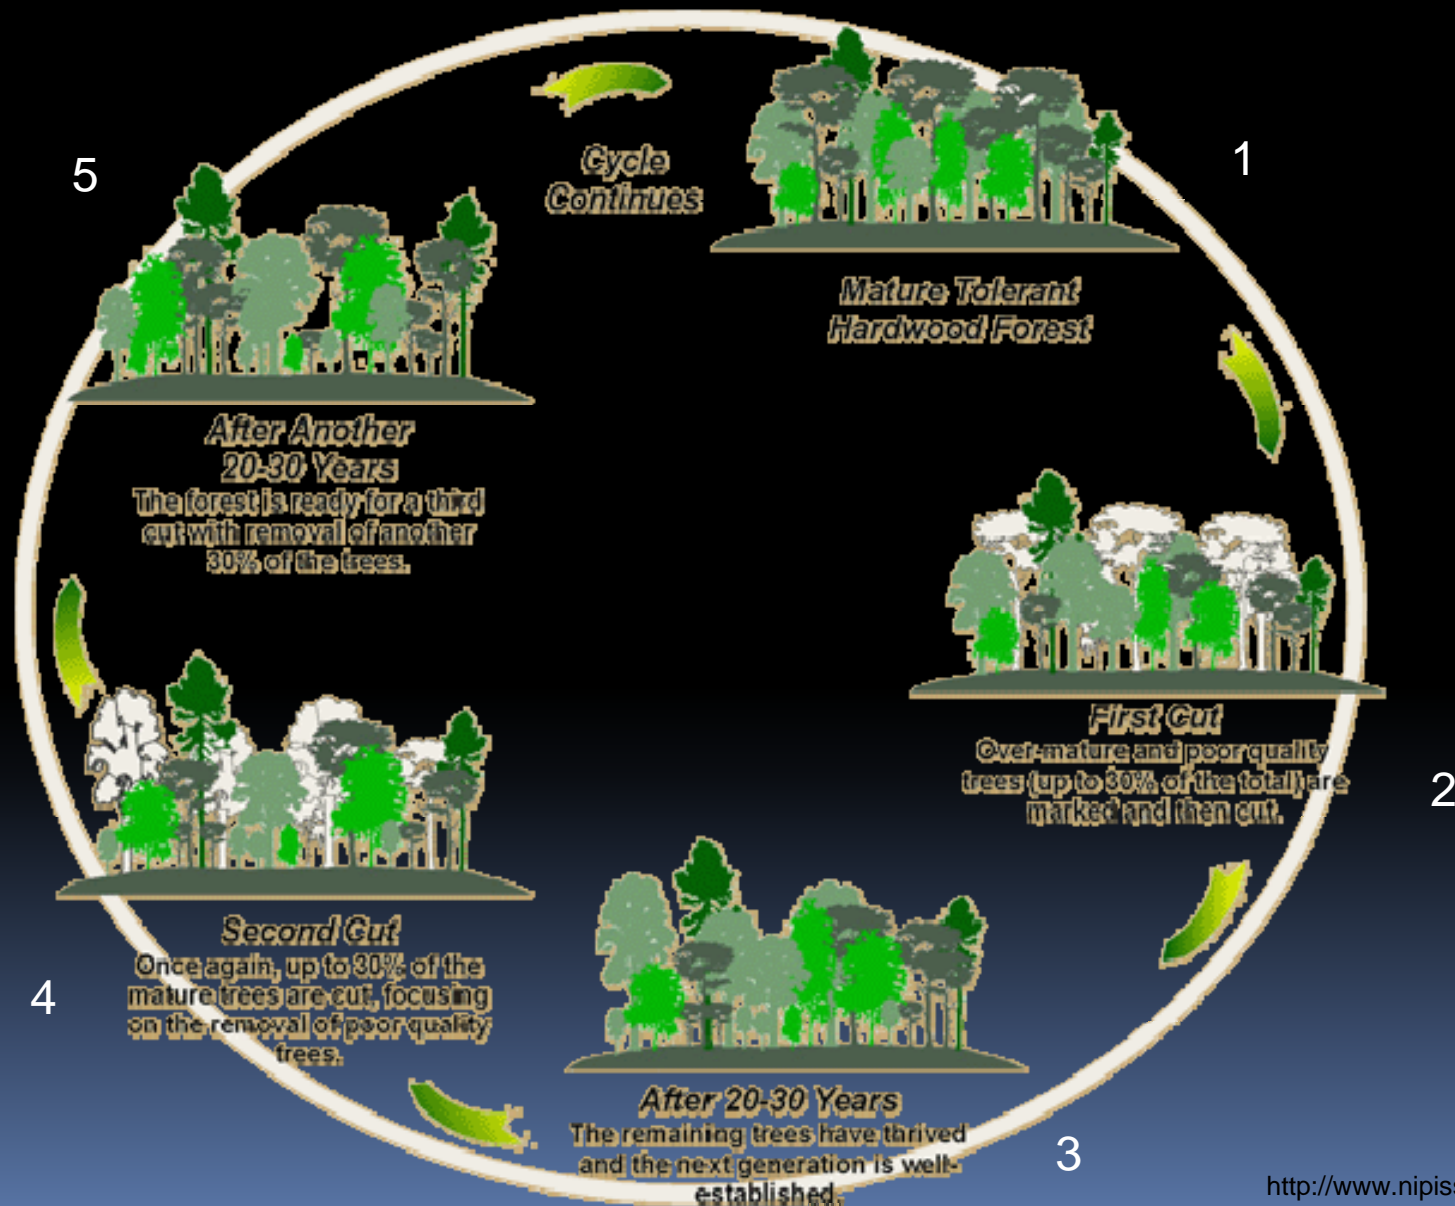 1
Mature Tolerant
Hardwood Forest
2
First Cut
Over-mature and poor quality
trees (up to 30% of the total) are
marked and then cut.
3
After 20-30 Years
The remaining trees have thrived
and the next generation is well-
established.
4
Second Cut
Once again, up to 30% of the
mature trees are cut, focusing
on the removal of poor quality
trees.
5
After Another
20-30 Years
The forest is ready for a third
cut with removal of another
30% of the trees.
Cycle
Continues
http://www.nipiss